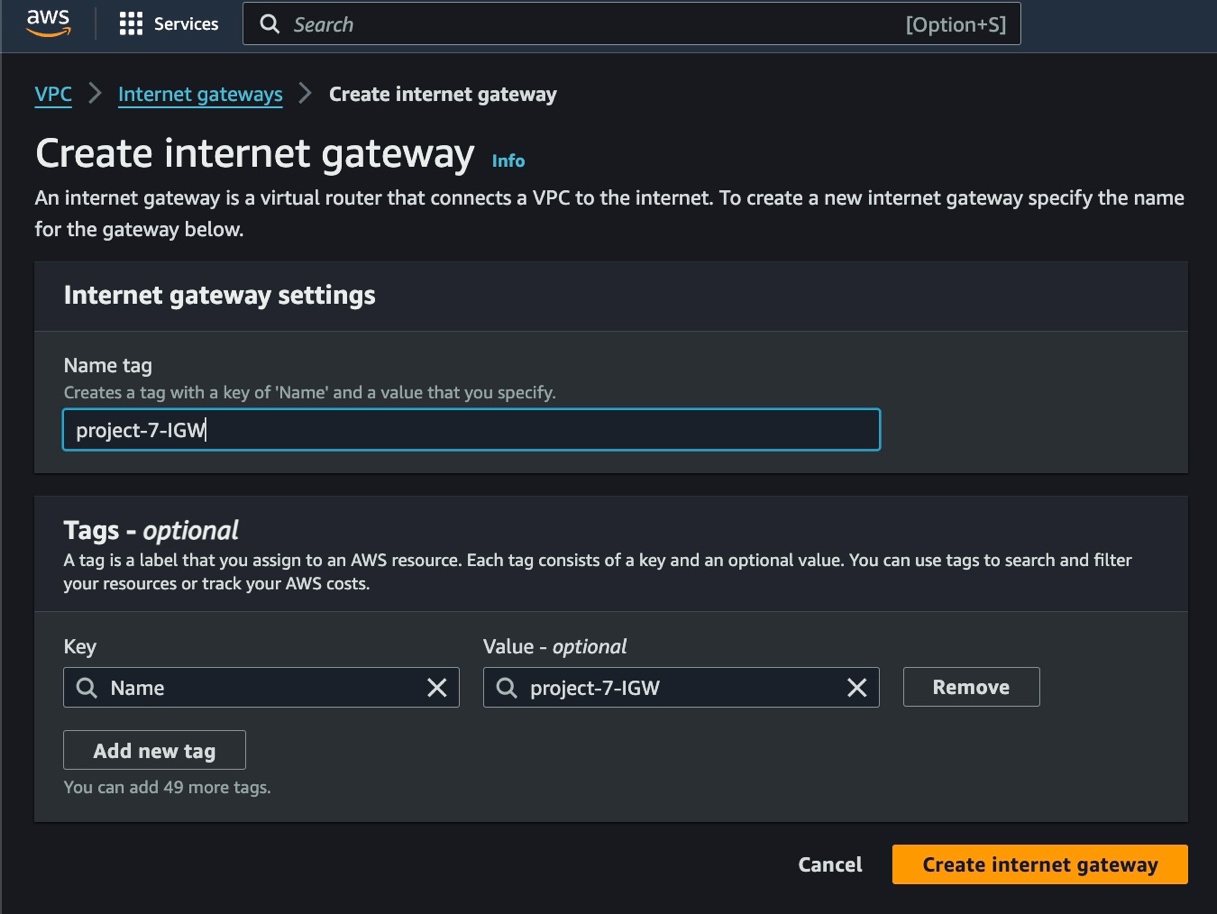 aws
Services
Search
[Option+S]
VPC
Internet gateways
Create internet gateway
Create internet gateway
Info
An internet gateway is a virtual router that connects a VPC to the internet. To create a new internet gateway specify the name
for the gateway below.
Internet gateway settings
Name tag
Creates a tag with a key of 'Name' and a value that you specify.
project-7-IGW
Tags - optional
A tag is a label that you assign to an AWS resource. Each tag consists of a key and an optional value. You can use tags to search and filter
your resources or track your AWS costs.
Key
Value - optional
Name
project-7-IGW
Remove
Add new tag
You can add 49 more tags.
Cancel
Create internet gateway